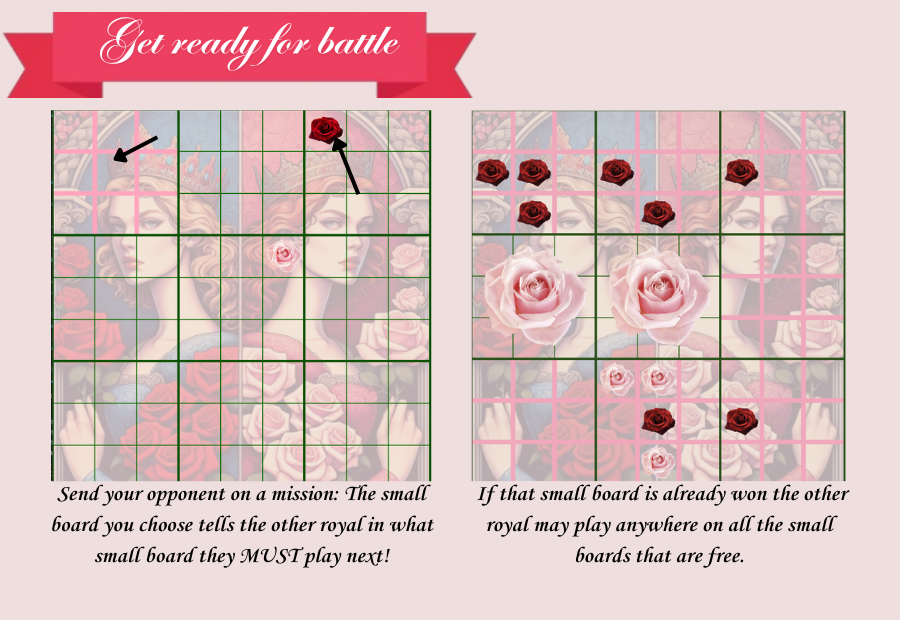 Get ready for battle
Send your opponent on a mission: The small
board you choose tells the other royal in what
small board they MUST play next!
If that small board is already won the other
royal may play anywhere on all the small
boards that are free.